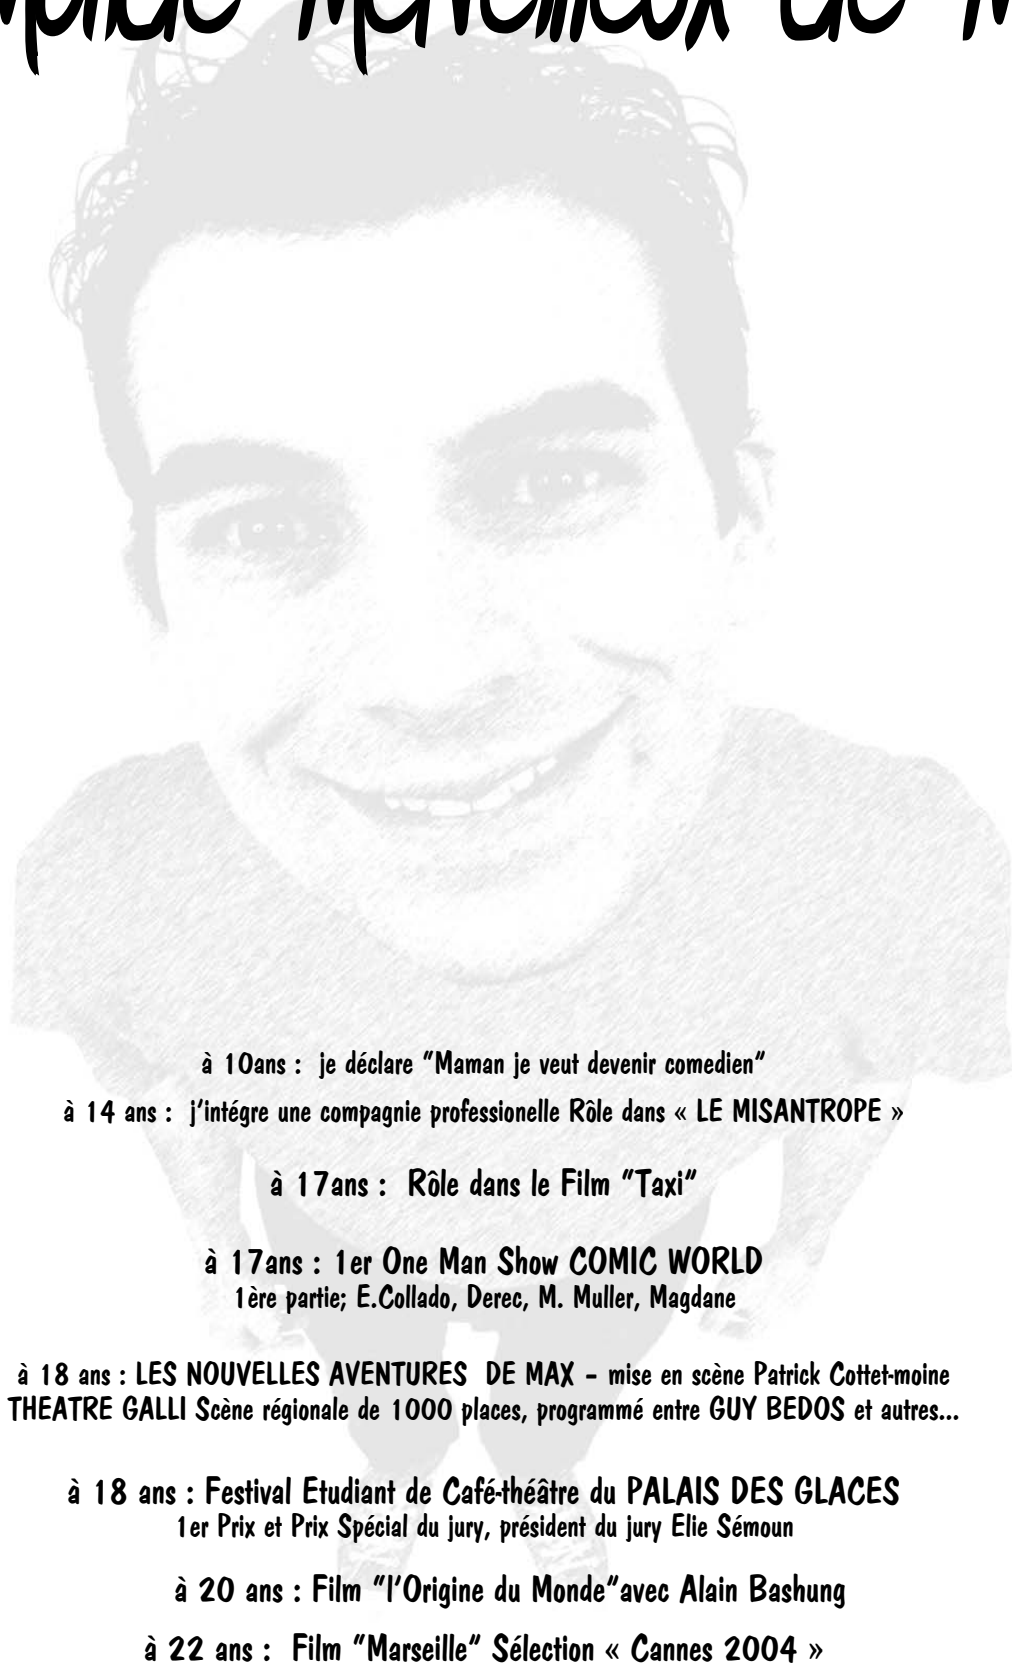 Merveilleux de
à 10ans : je déclare "Maman je veut devenir comedien"
à 14 ans : j'intégre une compagnie professionelle Rôle dans « LE MISANTROPE »
à 17ans : Rôle dans le Film "Taxi"
à 17ans : 1er One Man Show COMIC WORLD
1ère partie; E.Collado, Derec, M. Muller, Magdane
à 18 ans : LES NOUVELLES AVENTURES DE MAX - mise en scène Patrick Cottet-moine
THEATRE GALLI Scène régionale de 1000 places, programmé entre GUY BEDOS et autres...
à 18 ans : Festival Etudiant de Café-théâtre du PALAIS DES GLACES
1er Prix et Prix Spécial du jury, président du jury Elie Sémoun
à 20 ans : Film "l'Origine du Monde"avec Alain Bashung
à 22 ans : Film "Marseille" Sélection « Cannes 2004 »